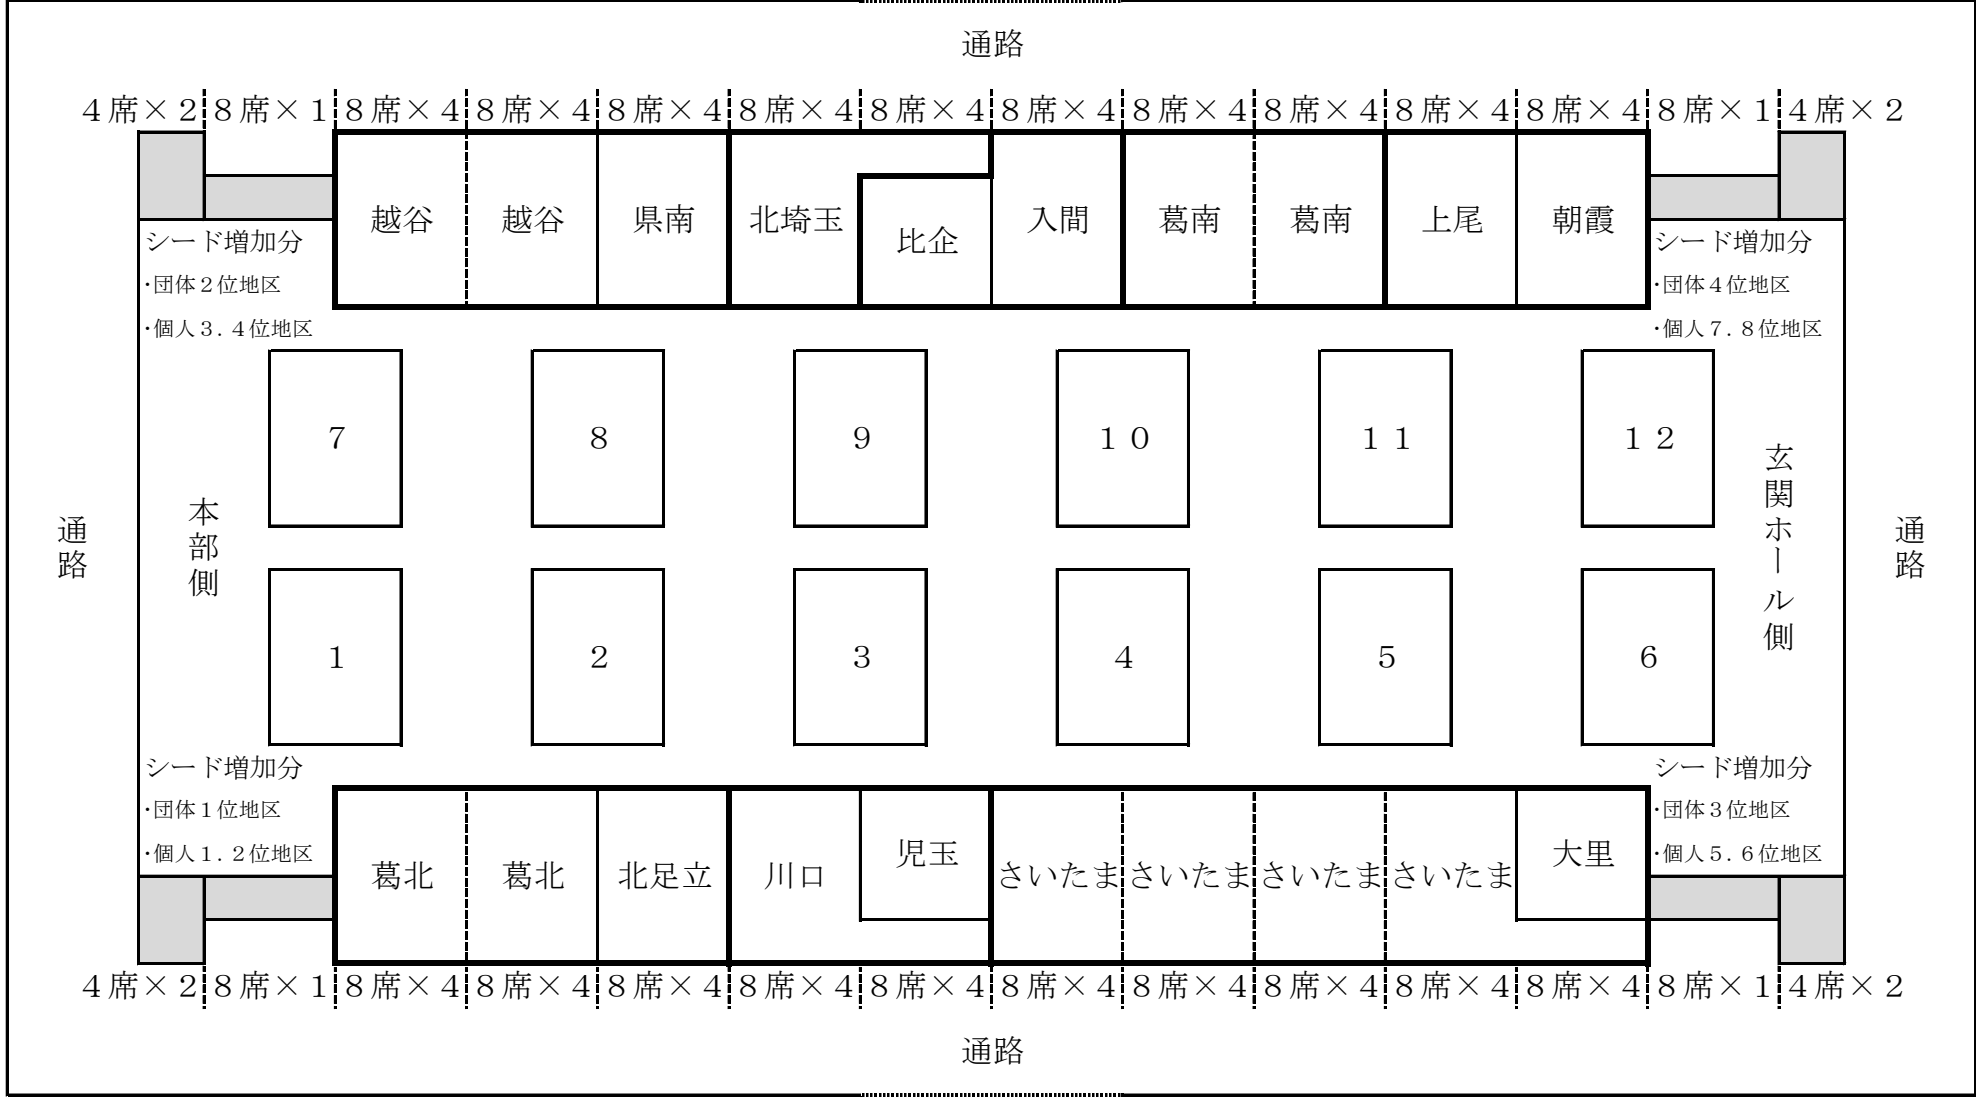 通路
４席×２ ８席×１ ８席×４ ８席×４ ８席×４ ８席×４ ８席×４ ８席×４ ８席×４ ８席×４ ８席×４ ８席×４ ８席×１ ４席×２
越谷 越谷 県南 北埼玉 比企 入間 葛南 葛南 上尾 朝霞
シード増加分
・団体２位地区
・個人３．４位地区
シード増加分
・団体４位地区
・個人７．８位地区
７ ８ ９ １０ １１ １２
通路
本部側
玄関ホール側
通路
１ ２ ３ ４ ５ ６
シード増加分
・団体１位地区
・個人１．２位地区
シード増加分
・団体３位地区
・個人５．６位地区
葛北 葛北 北足立 川口 児玉 さいたま さいたま さいたま さいたま 大里
４席×２ ８席×１ ８席×４ ８席×４ ８席×４ ８席×４ ８席×４ ８席×４ ８席×４ ８席×４ ８席×４ ８席×４ ８席×１ ４席×２
通路